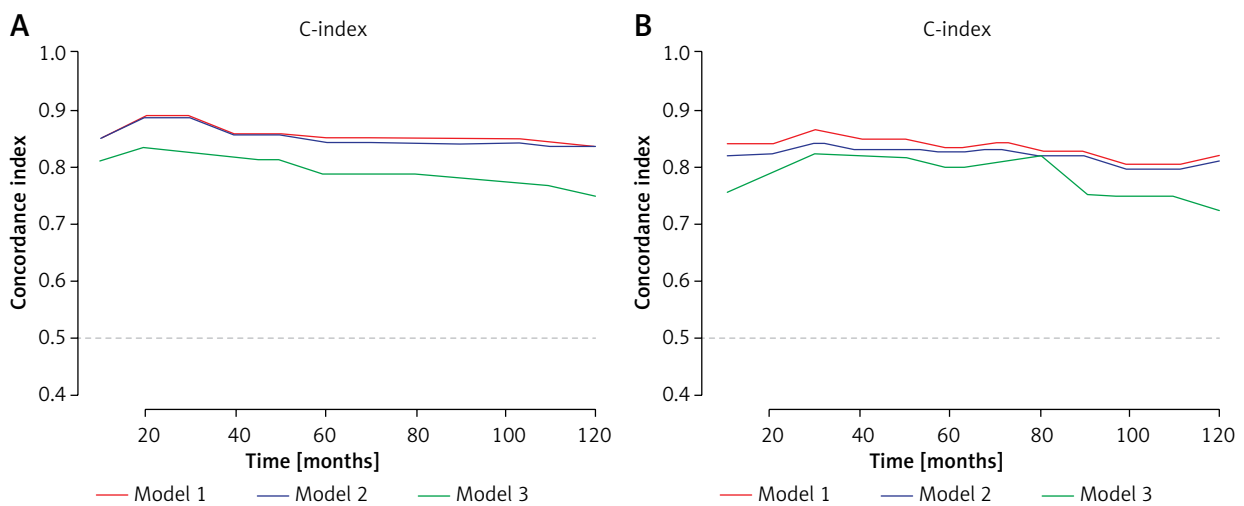 A
C-index
Concordance index
1.0
0.9
0.8
0.7
0.6
0.5
0.4
20 40 60 80 100 120
Time [months]
Model 1 Model 2 Model 3
B
C-index
Concordance index
1.0
0.9
0.8
0.7
0.6
0.5
0.4
20 40 60 80 100 120
Time [months]
Model 1 Model 2 Model 3